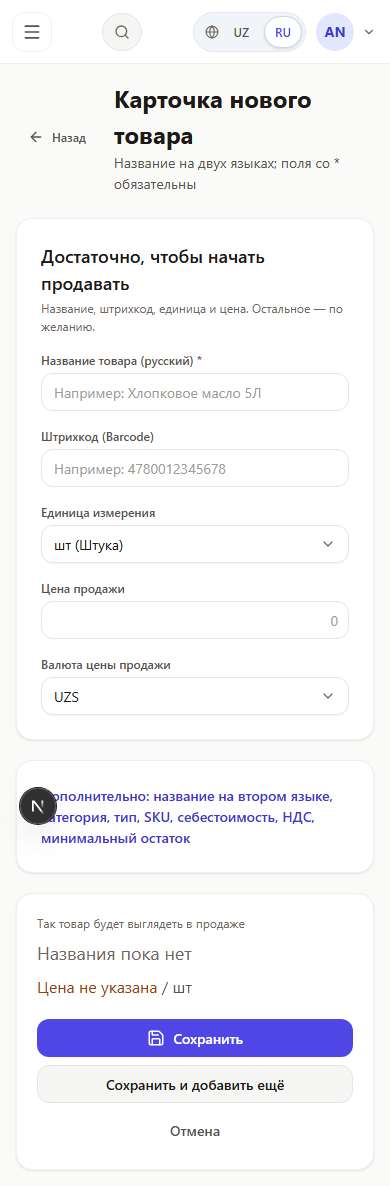 UZ
RU
AN
Карточка нового
товара
Назад
Название на двух языках; поля со *
обязательны
Достаточно, чтобы начать
продавать
Название, штрихкод, единица и цена. Остальное — по
желанию.
Название товара (русский) *
Например: Хлопковое масло 5Л
Штрихкод (Barcode)
Например: 4780012345678
Единица измерения
шт (Штука)
Цена продажи
0
Валюта цены продажи
UZS
N
ополнительно: название на втором языке,
атегория, тип, SKU, себестоимость, НДС,
минимальный остаток
Так товар будет выглядеть в продаже
Названия пока нет
Цена не указана / шт
Сохранить
Сохранить и добавить ещё
Отмена